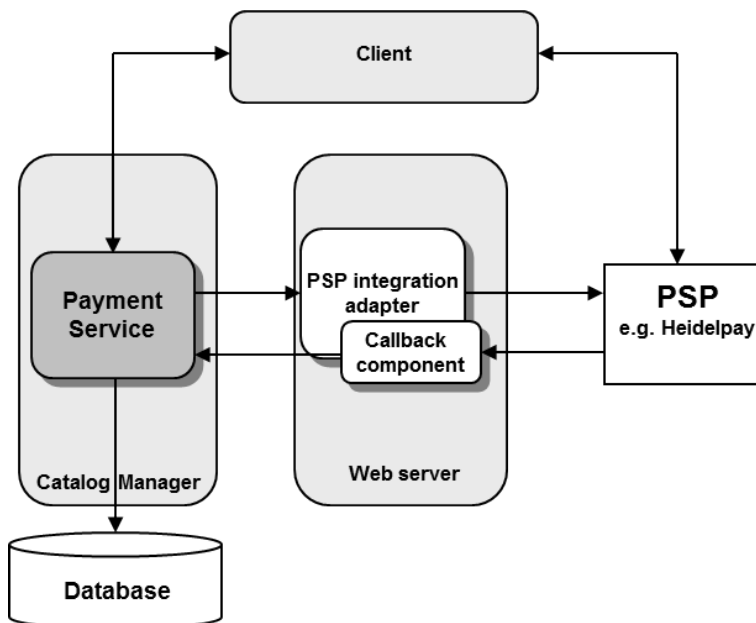 Client
Payment
Service
PSP integration
adapter
Callback
component
PSP
e.g. Heidelpay
Catalog Manager
Web server
Database